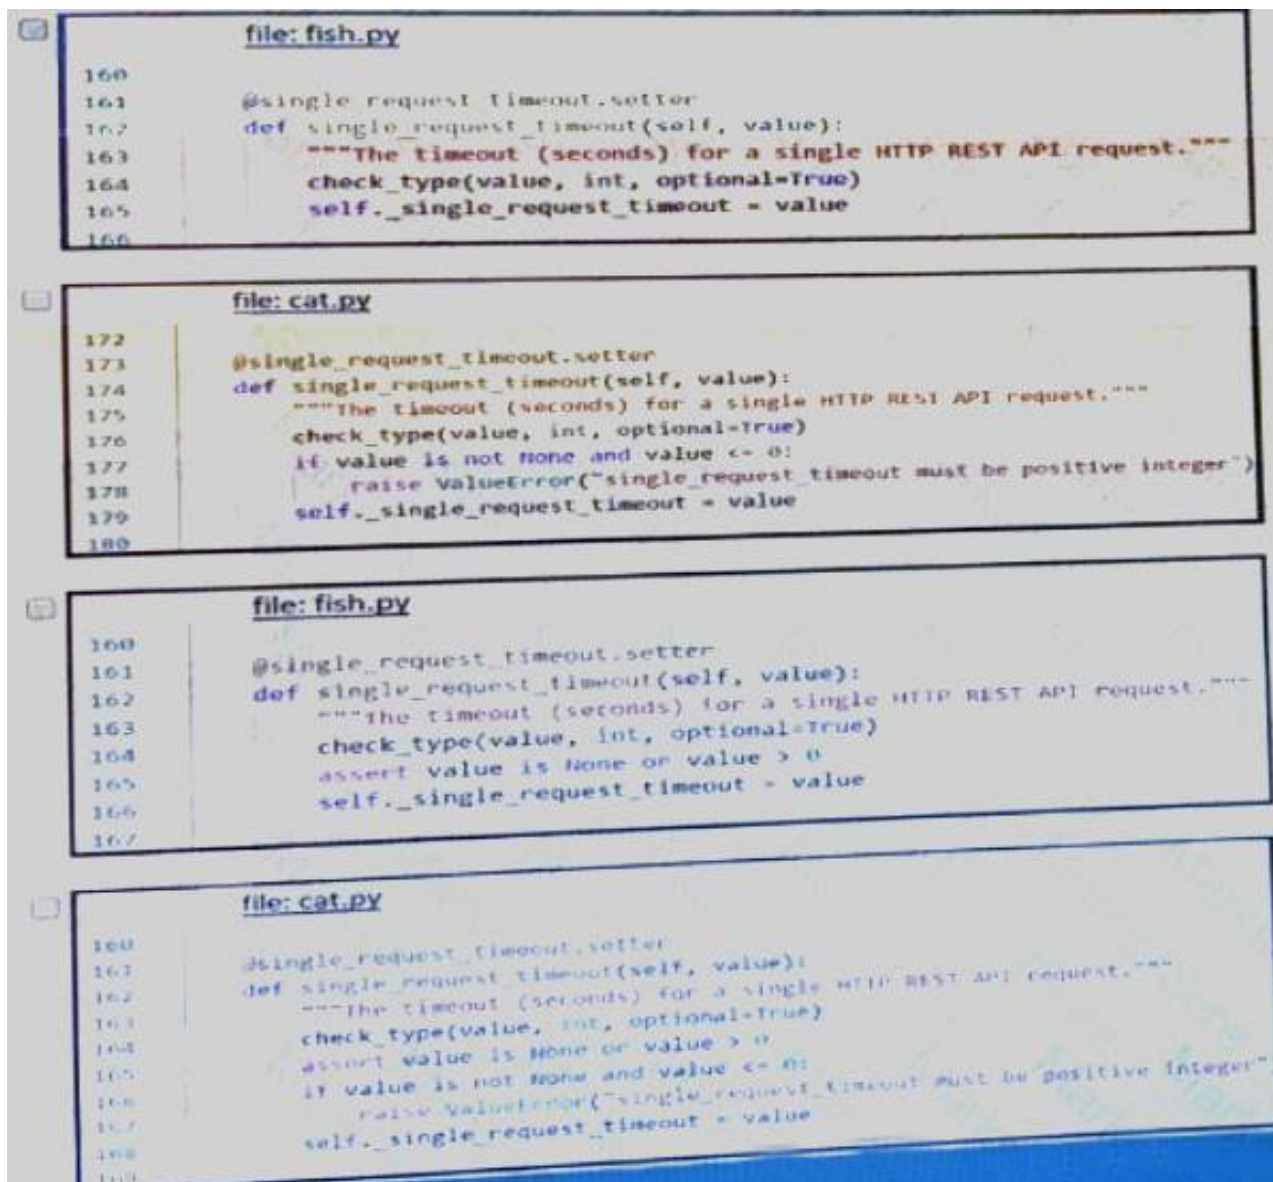 file: fish.py
160
161 @single_request_timeout.setter
162 def single_request_timeout(self, value):
163 """The timeout (seconds) for a single HTTP REST API request."""
164 check_type(value, int, optional=True)
165 self._single_request_timeout = value
166
file: cat.py
172
173 @single_request_timeout.setter
174 def single_request_timeout(self, value):
175 """The timeout (seconds) for a single HTTP REST API request."""
176 check_type(value, int, optional=True)
177 if value is not None and value <= 0:
178 raise ValueError("single_request_timeout must be positive integer")
179 self._single_request_timeout = value
180
file: fish.py
160
161 @single_request_timeout.setter
162 def single_request_timeout(self, value):
163 """The timeout (seconds) for a single HTTP REST API request."""
164 check_type(value, int, optional=True)
165 assert value is None or value > 0
166 self._single_request_timeout = value
167
file: cat.py
160
161 @single_request_timeout.setter
162 def single_request_timeout(self, value):
163 """The timeout (seconds) for a single HTTP REST API request."""
164 check_type(value, int, optional=True)
165 assert value is None or value > 0
166 if value is not None and value <= 0:
167 raise ValueError("single_request_timeout must be positive integer"
168 self._single_request_timeout = value
169